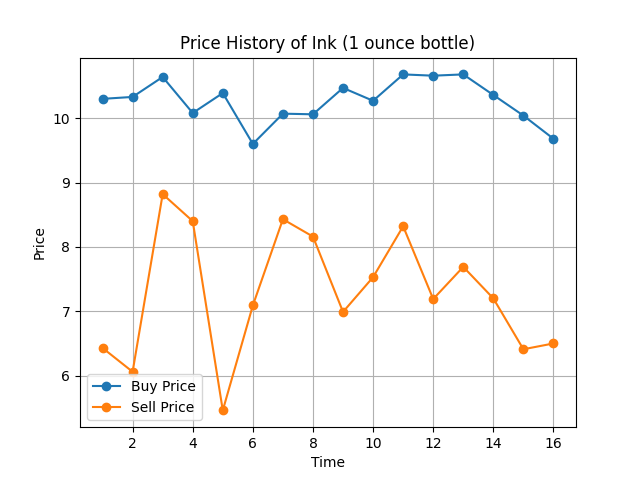 Price History of Ink (1 ounce bottle)
Price
10
9
8
7
6
Buy Price
Sell Price
2 4 6 8 10 12 14 16
Time